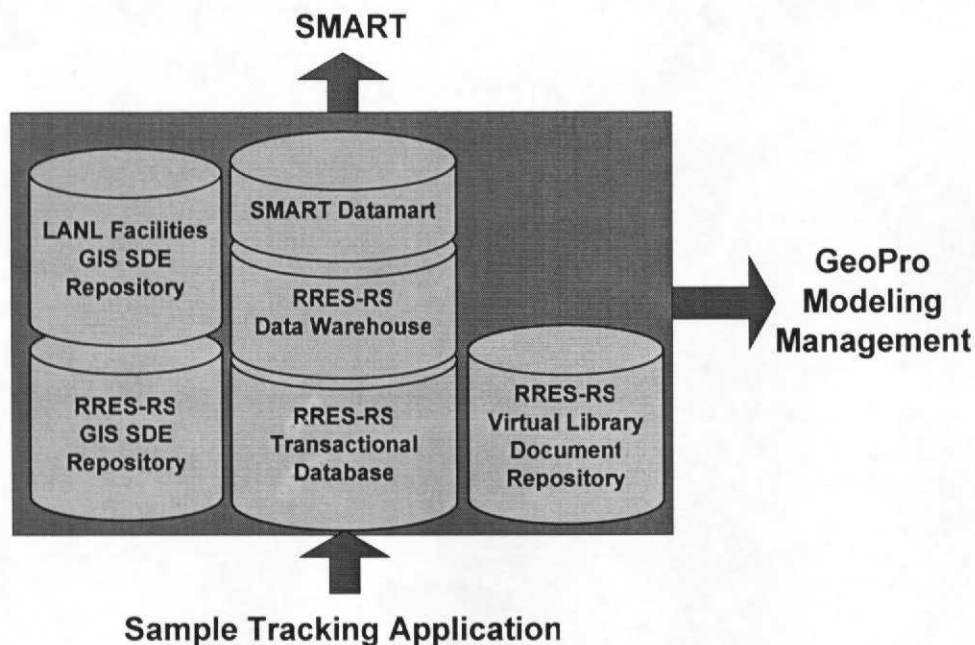 SMART
LANL Facilities
GIS SDE
Repository
RRES-RS
GIS SDE
Repository
SMART Datamart
RRES-RS
Data Warehouse
RRES-RS
Transactional
Database
RRES-RS
Virtual Library
Document
Repository
GeoPro
Modeling
Management
Sample Tracking Application